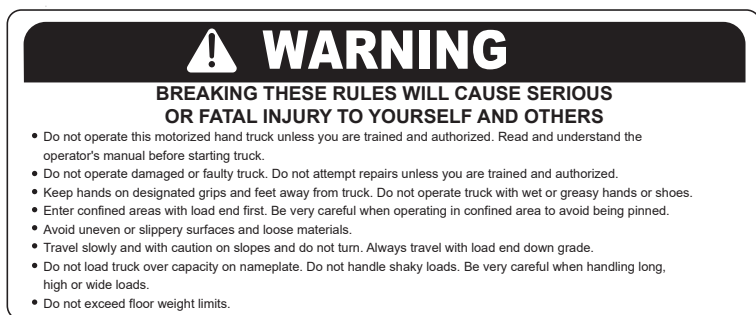 WARNING
BREAKING THESE RULES WILL CAUSE SERIOUS
OR FATAL INJURY TO YOURSELF AND OTHERS
• Do not operate this motorized hand truck unless you are trained and authorized. Read and understand the
operator's manual before starting truck.
• Do not operate damaged or faulty truck. Do not attempt repairs unless you are trained and authorized.
• Keep hands on designated grips and feet away from truck. Do not operate truck with wet or greasy hands or shoes.
• Enter confined areas with load end first. Be very careful when operating in confined area to avoid being pinned.
• Avoid uneven or slippery surfaces and loose materials.
• Travel slowly and with caution on slopes and do not turn. Always travel with load end down grade.
• Do not load truck over capacity on nameplate. Do not handle shaky loads. Be very careful when handling long,
high or wide loads.
• Do not exceed floor weight limits.